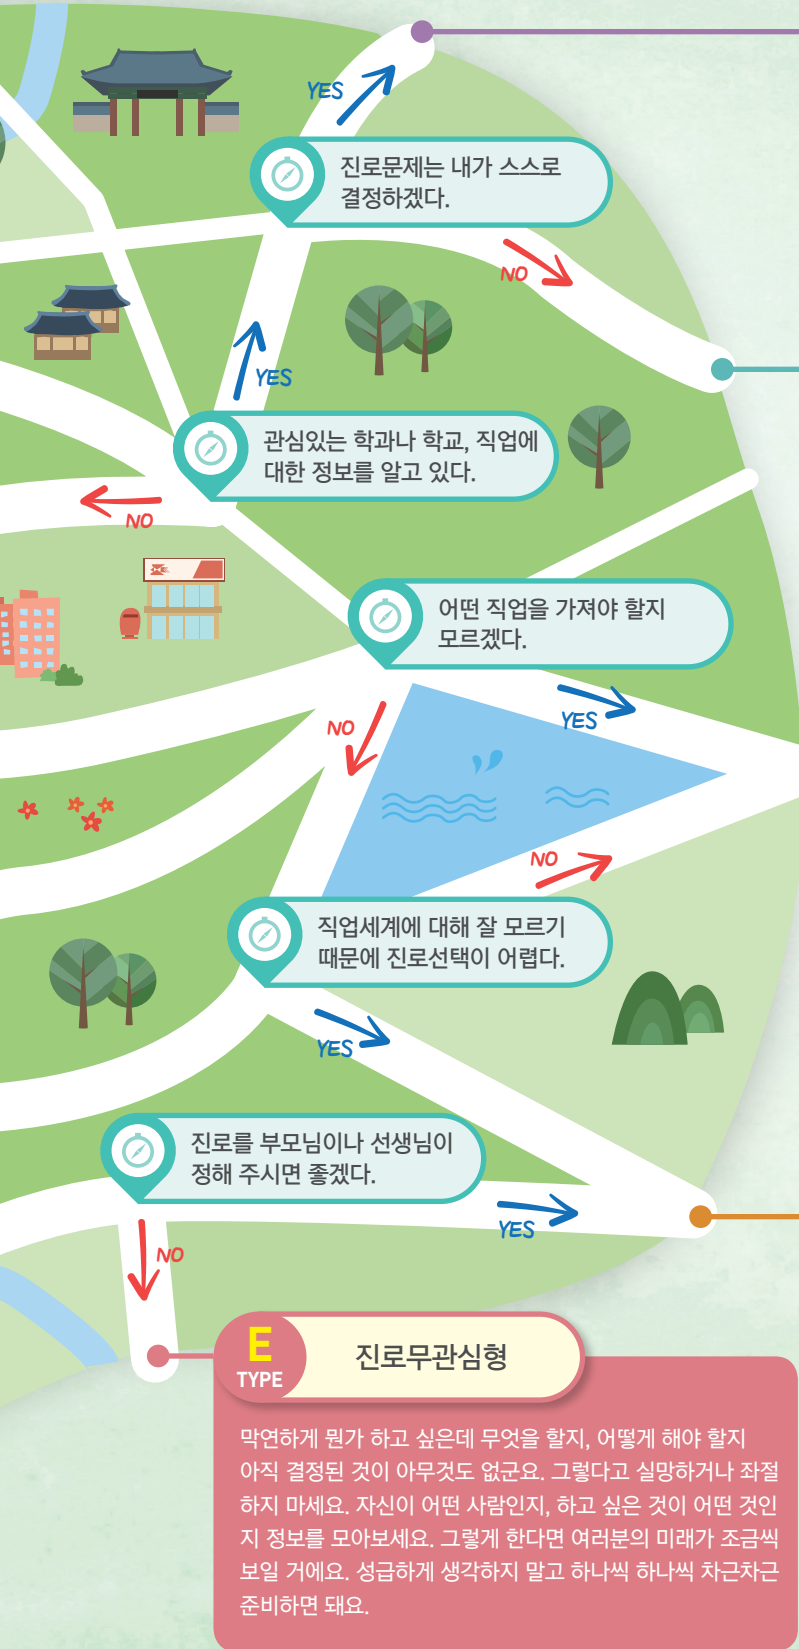 YES
진로문제는 내가 스스로
결정하겠다.
NO
YES
관심있는 학과나 학교, 직업에
대한 정보를 알고 있다.
NO
어떤 직업을 가져야 할지
모르겠다.
YES
NO
NO
직업세계에 대해 잘 모르기
때문에 진로선택이 어렵다.
YES
진로를 부모님이나 선생님이
정해 주시면 좋겠다.
YES
NO
E
TYPE
진로무관심형
막연하게 뭔가 하고 싶은데 무엇을 할지, 어떻게 해야 할지
아직 결정된 것이 아무것도 없군요. 그렇다고 실망하거나 좌절
하지 마세요. 자신이 어떤 사람인지, 하고 싶은 것이 어떤 것인
지 정보를 모아보세요. 그렇게 한다면 여러분의 미래가 조금씩
보일 거에요. 성급하게 생각하지 말고 하나씩 하나씩 차근차근
준비하면 돼요.